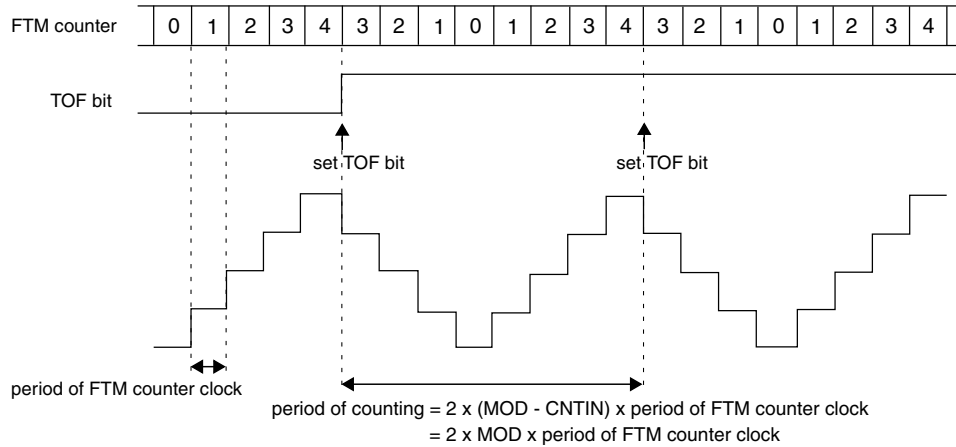 FTM counter 0 1 2 3 4 3 2 1 0 1 2 3 4 3 2 1 0 1 2 3 4
TOF bit
set TOF bit set TOF bit
period of FTM counter clock
period of counting = 2 x (MOD - CNTIN) x period of FTM counter clock
= 2 x MOD x period of FTM counter clock